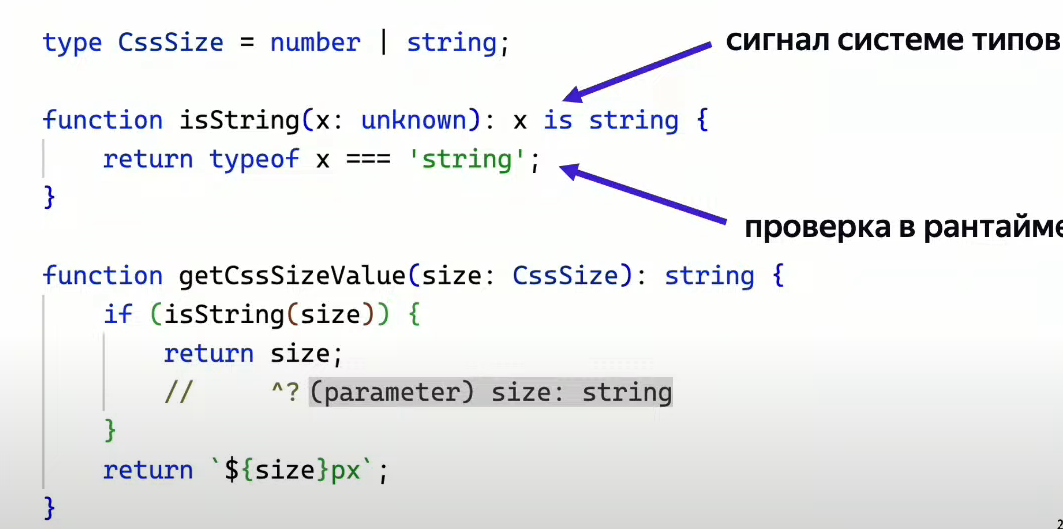 type CssSize = number | string;
сигнал системе типов
function isString(x: unknown): x is string {
return typeof x === 'string';
}
проверка в рантайме
function getCssSizeValue(size: CssSize): string {
if (isString(size)) {
return size;
// ^? (parameter) size: string
}
return `${size}px`;
}
2